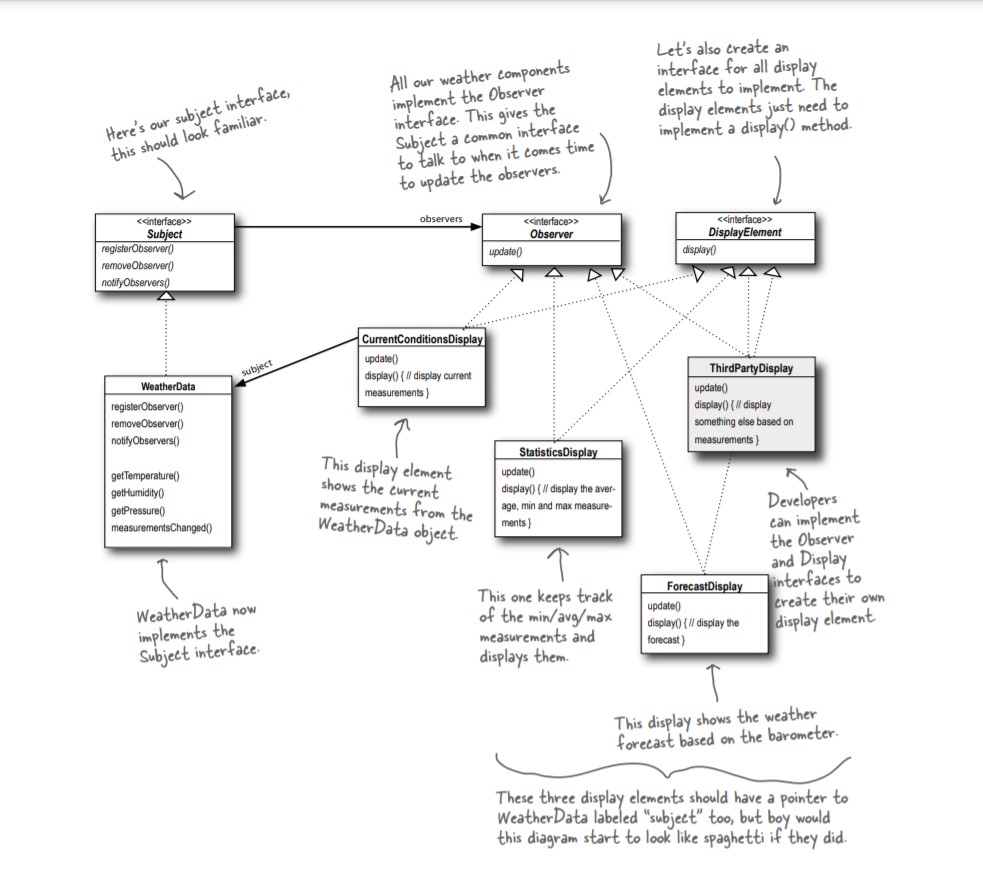 Here's our subject interface,
this should look familiar.
All our weather components
implement the Observer
interface. This gives the
Subject a common interface
to talk to when it comes time
to update the observers.
Let's also create an
interface for all display
elements to implement. The
display elements just need to
implement a display() method.
<<interface>>
Subject
registerObserver()
removeObserver()
notifyObservers()
observers
<<interface>>
Observer
update()
<<interface>>
DisplayElement
display()
WeatherData
registerObserver()
removeObserver()
notifyObservers()
getTemperature()
getHumidity()
getPressure()
measurementsChanged()
subject
CurrentConditionsDisplay
update()
display() { // display current
measurements }
ThirdPartyDisplay
update()
display() { // display
something else based on
measurements }
StatisticsDisplay
update()
display() { // display the aver-
age, min and max measure-
ments }
This display element
shows the current
measurements from the
WeatherData object.
Developers
can implement
the Observer
and Display
interfaces to
create their own
display element.
ForecastDisplay
update()
display() { // display the
forecast }
WeatherData now
implements the
Subject interface.
This one keeps track
of the min/avg/max
measurements and
displays them.
This display shows the weather
forecast based on the barometer.
These three display elements should have a pointer to
WeatherData labeled "subject" too, but boy would
this diagram start to look like spaghetti if they did.